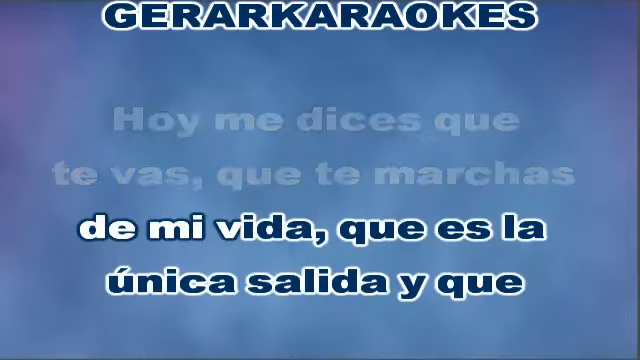 GERARKARAOKES
Hoy me dices que
te vas, que te marchas
de mi vida, que es la
única salida y que